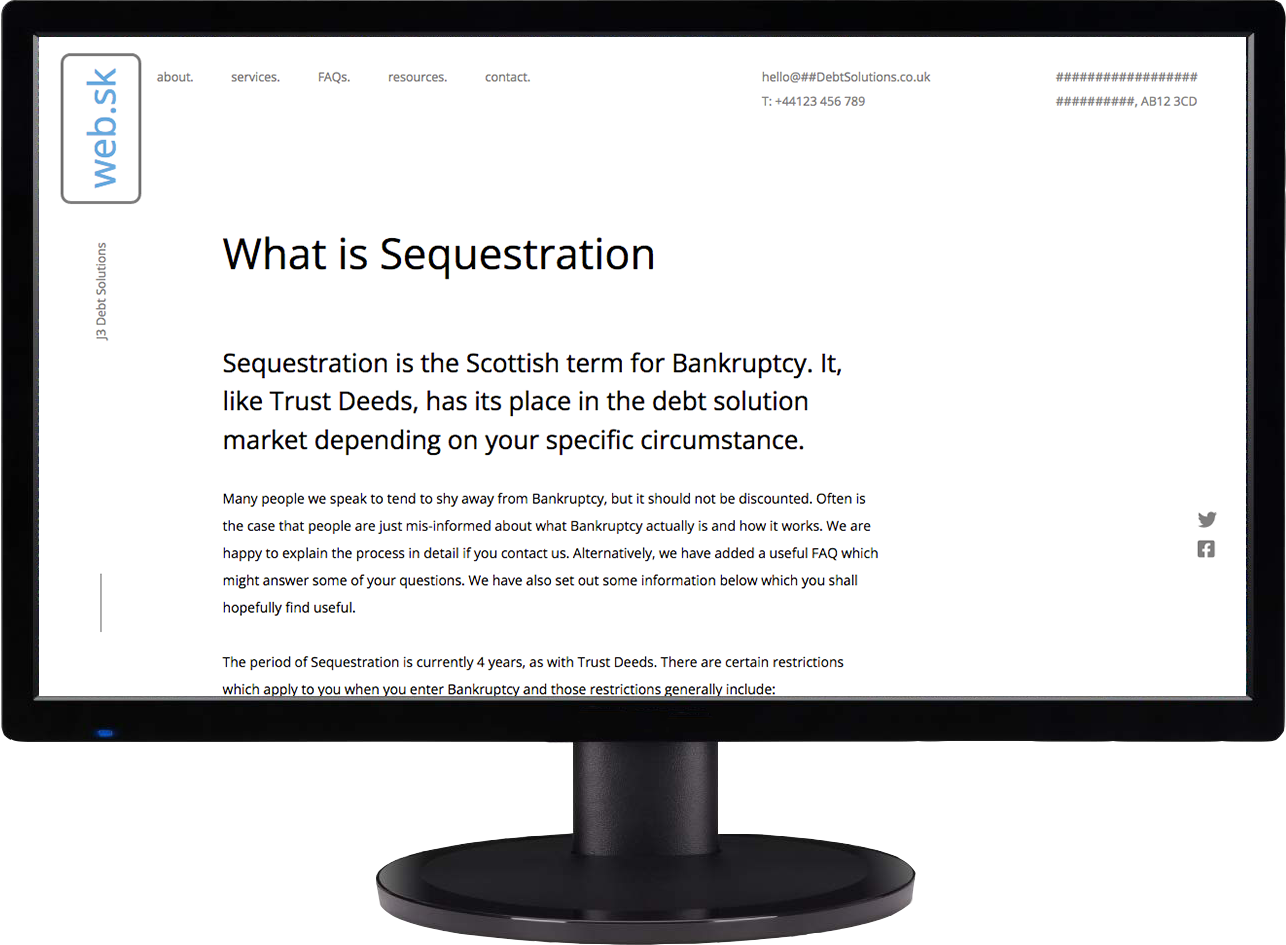 web.sk
about. services. FAQs. resources. contact.
hello@##DebtSolutions.co.uk
T: +44123 456 789
##################
##########, AB12 3CD
J3 Debt Solutions
What is Sequestration
Sequestration is the Scottish term for Bankruptcy. It,
like Trust Deeds, has its place in the debt solution
market depending on your specific circumstance.
Many people we speak to tend to shy away from Bankruptcy, but it should not be discounted. Often is
the case that people are just mis-informed about what Bankruptcy actually is and how it works. We are
happy to explain the process in detail if you contact us. Alternatively, we have added a useful FAQ which
might answer some of your questions. We have also set out some information below which you shall
hopefully find useful.
The period of Sequestration is currently 4 years, as with Trust Deeds. There are certain restrictions
which apply to you when you enter Bankruptcy and those restrictions generally include: